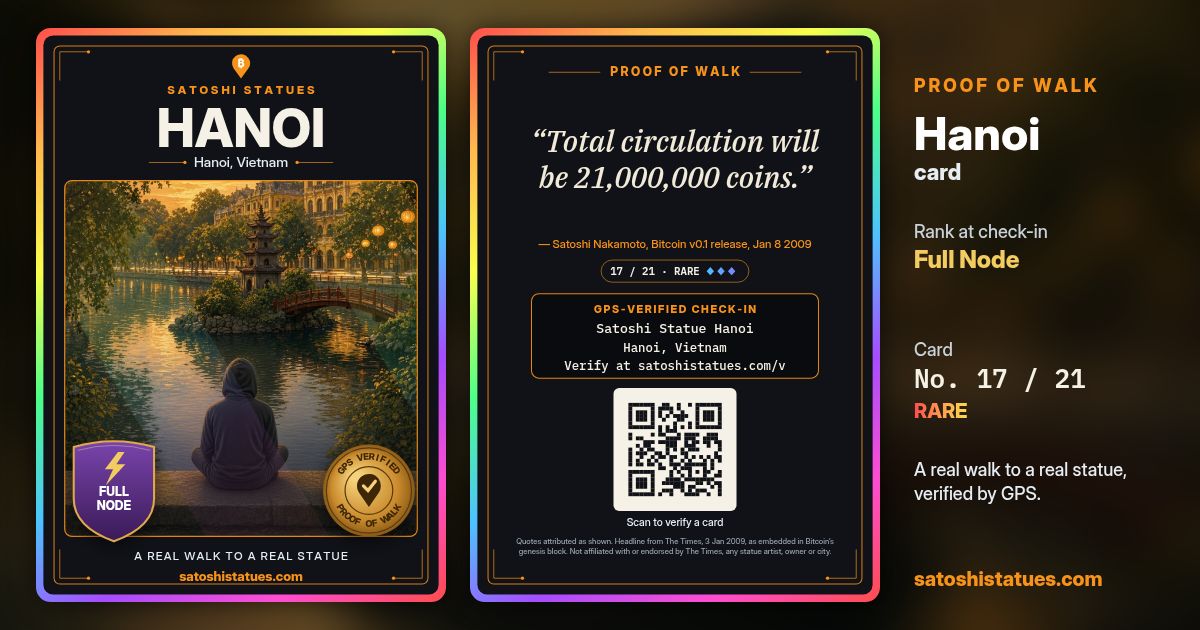 SATOSHI STATUES
HANOI
Hanoi, Vietnam
FULL
NODE
GPS VERIFIED
PROOF OF WALK
A REAL WALK TO A REAL STATUE
satoshistatues.com
PROOF OF WALK
“Total circulation will
be 21,000,000 coins.”
— Satoshi Nakamoto, Bitcoin v0.1 release, Jan 8 2009
17 / 21 · RARE
GPS-VERIFIED CHECK-IN
Satoshi Statue Hanoi
Hanoi, Vietnam
Verify at satoshistatues.com/v
Scan to verify a card
Quotes attributed as shown. Headline from The Times, 3 Jan 2009, as embedded in Bitcoin's
genesis block. Not affiliated with or endorsed by The Times, any statue artist, owner or city.
PROOF OF WALK
Hanoi
card
Rank at check-in
Full Node
Card
No. 17 / 21
RARE
A real walk to a real statue,
verified by GPS.
satoshistatues.com